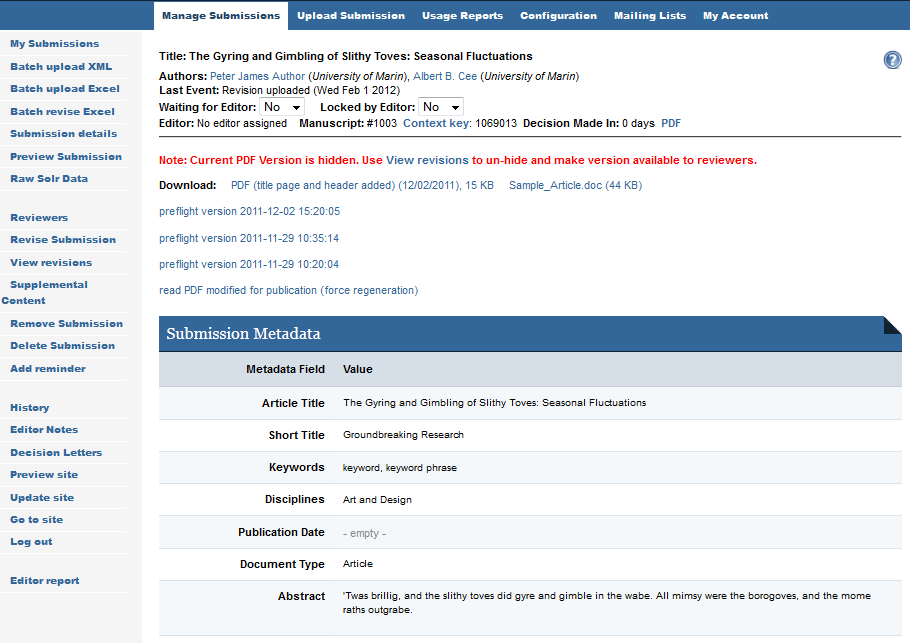 Manage Submissions Upload Submission Usage Reports Configuration Mailing Lists My Account
My Submissions
Batch upload XML
Batch upload Excel
Batch revise Excel
Submission details
Preview Submission
Raw Solr Data
Reviewers
Revise Submission
View revisions
Supplemental
Content
Remove Submission
Delete Submission
Add reminder
History
Editor Notes
Decision Letters
Preview site
Update site
Go to site
Log out
Editor report
Title: The Gyring and Gimbling of Slithy Toves: Seasonal Fluctuations
?
Authors: Peter James Author (University of Marin), Albert B. Cee (University of Marin)
Last Event: Revision uploaded (Wed Feb 1 2012)
Waiting for Editor: No Locked by Editor: No
Editor: No editor assigned Manuscript: #1003 Context key: 1069013 Decision Made In: 0 days PDF
Note: Current PDF Version is hidden. Use View revisions to un-hide and make version available to reviewers.
Download: PDF (title page and header added) (12/02/2011), 15 KB Sample_Article.doc (44 KB)
preflight version 2011-12-02 15:20:05
preflight version 2011-11-29 10:35:14
preflight version 2011-11-29 10:20:04
read PDF modified for publication (force regeneration)
Submission Metadata
Metadata Field Value
Article Title The Gyring and Gimbling of Slithy Toves: Seasonal Fluctuations
Short Title Groundbreaking Research
Keywords keyword, keyword phrase
Disciplines Art and Design
Publication Date - empty -
Document Type Article
Abstract 'Twas brillig, and the slithy toves did gyre and gimble in the wabe. All mimsy were the borogoves, and the mome
raths outgrabe.